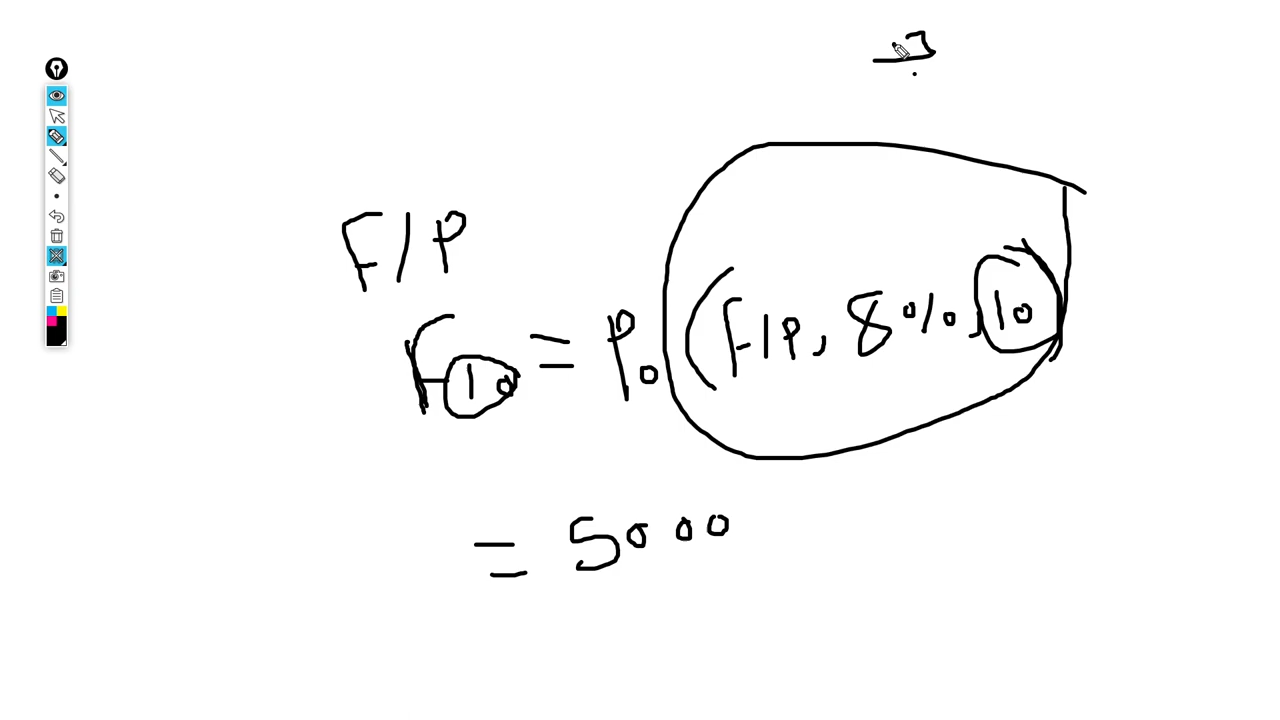 F/P
F10 = P0 (F/P, 8%, 10)
= 5000